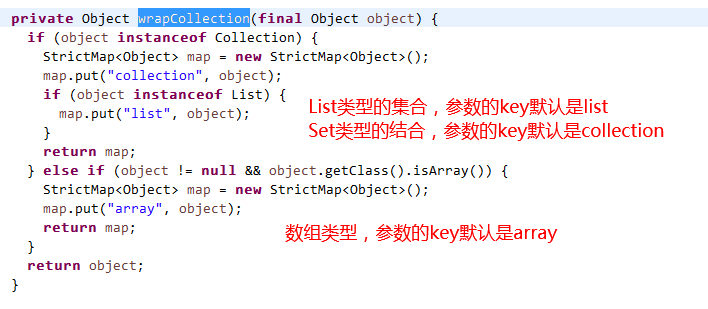 private Object wrapCollection(final Object object) {
if (object instanceof Collection) {
StrictMap<Object> map = new StrictMap<Object>();
map.put("collection", object);
if (object instanceof List) {
map.put("list", object);
}
return map;
} else if (object != null && object.getClass().isArray()) {
StrictMap<Object> map = new StrictMap<Object>();
map.put("array", object);
return map;
}
return object;
}
List类型的集合，参数的key默认是list
Set类型的结合，参数的key默认是collection
数组类型，参数的key默认是array